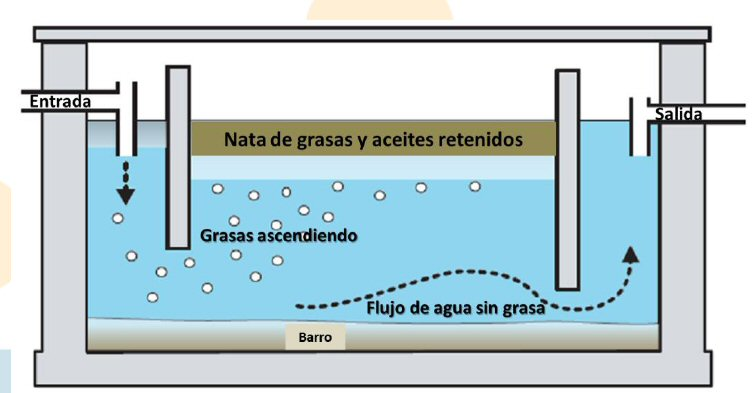 Entrada
Salida
Nata de grasas y aceites retenidos
Grasas ascendiendo
Flujo de agua sin grasa
Barro